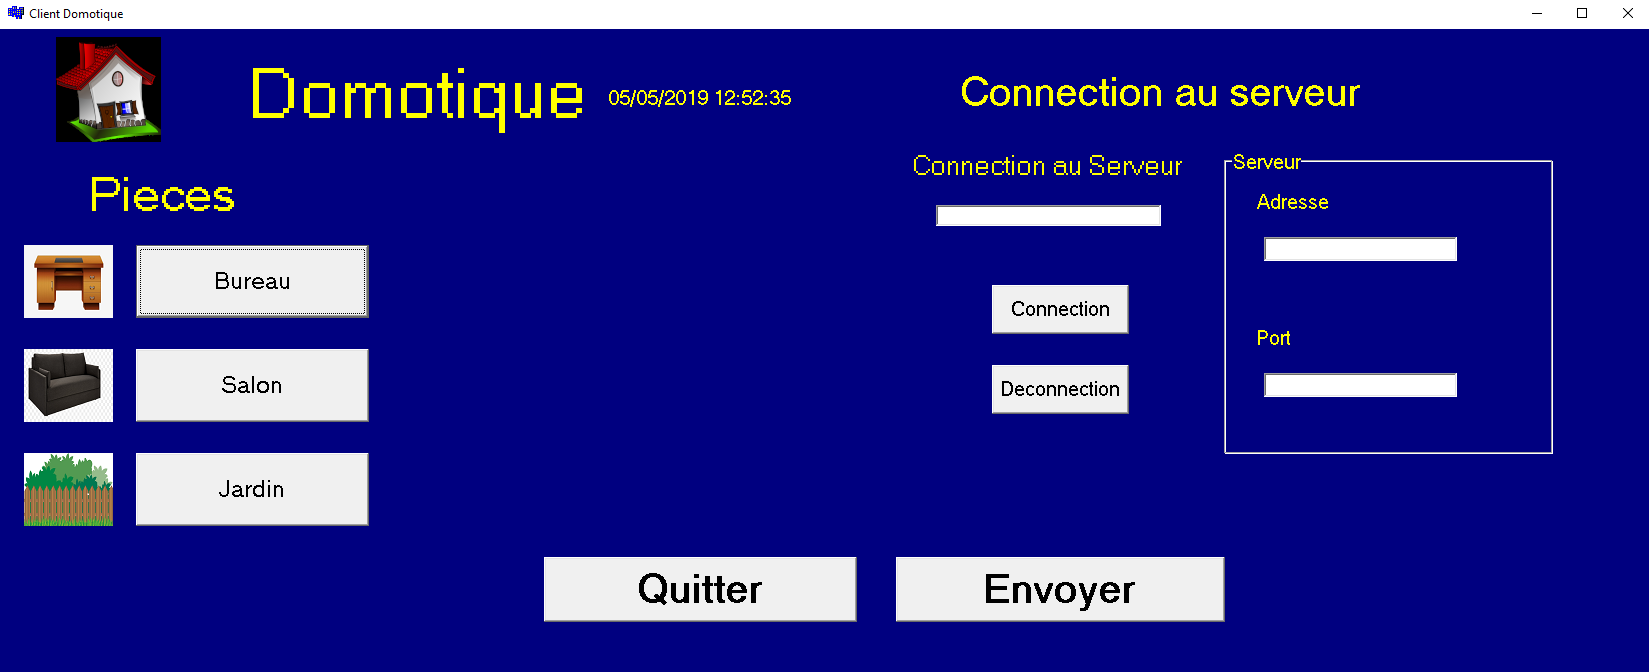 Client Domotique
Domotique
05/05/2019 12:52:35
Connection au serveur
Pieces
Bureau
Salon
Jardin
Connection au Serveur
Connection
Deconnection
Serveur
Adresse
Port
Quitter
Envoyer